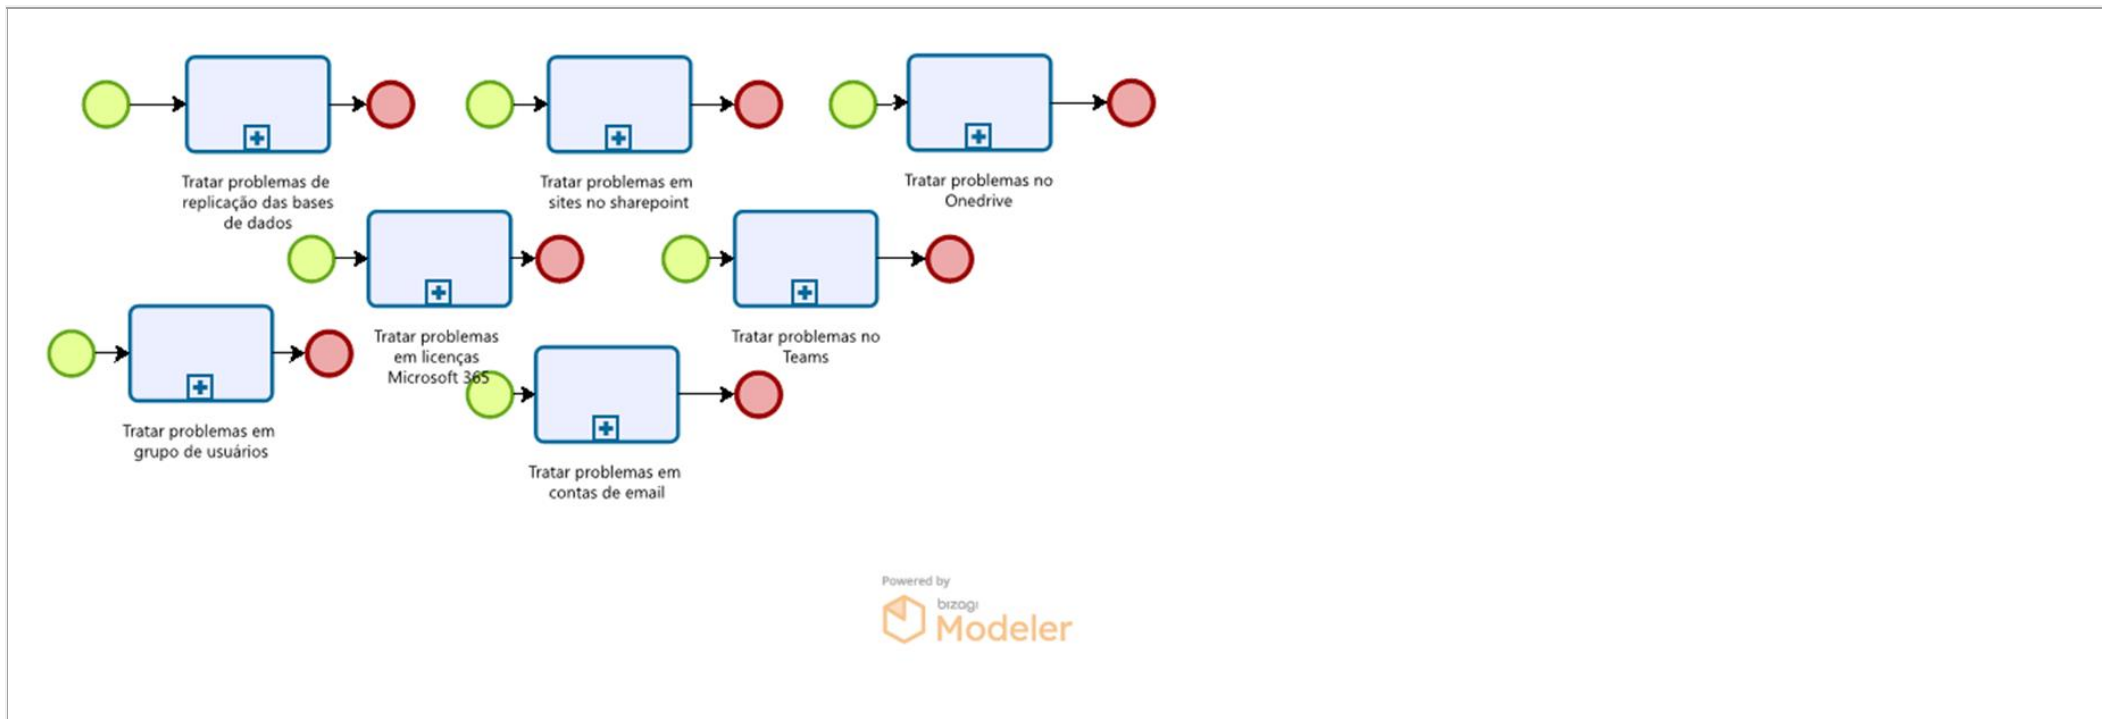 Tratar problemas de
replicação das bases
de dados
Tratar problemas em
sites no sharepoint
Tratar problemas no
Onedrive
Tratar problemas
em licenças
Microsoft 365
Tratar problemas no
Teams
Tratar problemas em
grupo de usuários
Tratar problemas em
contas de email
Powered by
bizagi
Modeler